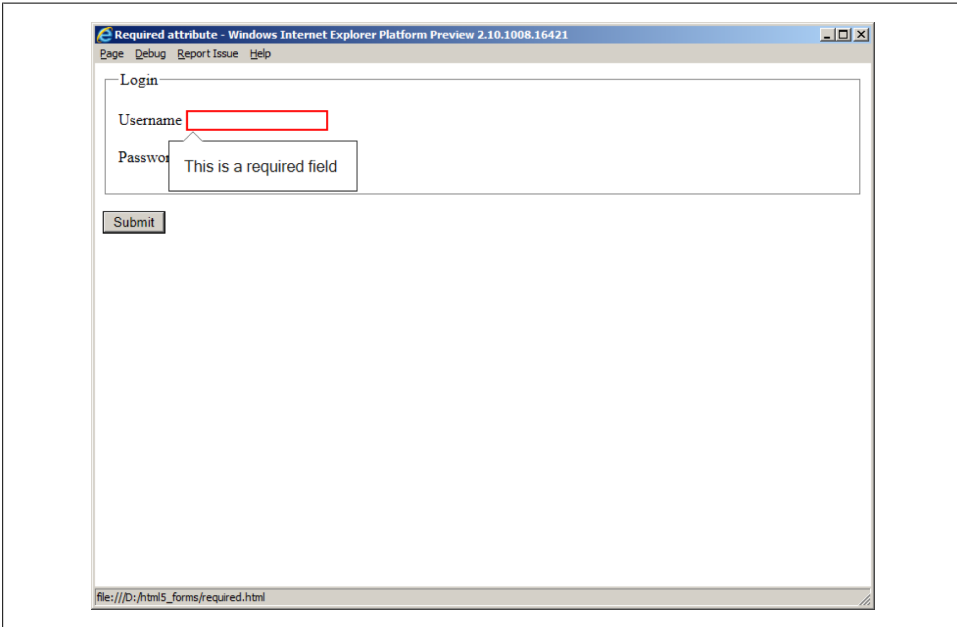 Required attribute - Windows Internet Explorer Platform Preview 2.10.1008.16421
Page Debug Report Issue Help
Login
Username
Passwor
This is a required field
Submit
file:///D:/html5_forms/required.html